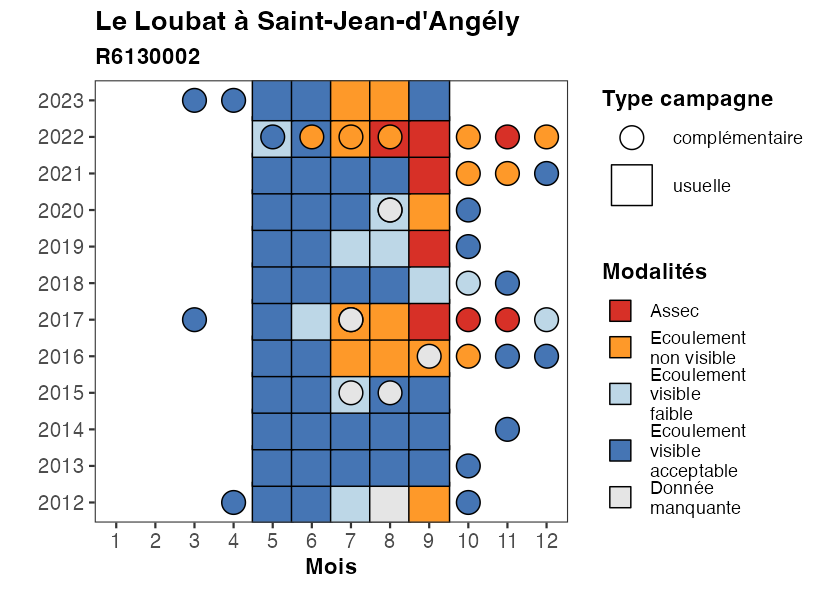 Le Loubat à Saint-Jean-d'Angély
R6130002
2023
2022
2021
2020
2019
2018
2017
2016
2015
2014
2013
2012
1 2 3 4 5 6 7 8 9 10 11 12
Mois
Type campagne
complémentaire
usuelle
Modalités
Assec
Ecoulement
non visible
Ecoulement
visible
faible
Ecoulement
visible
acceptable
Donnée
manquante